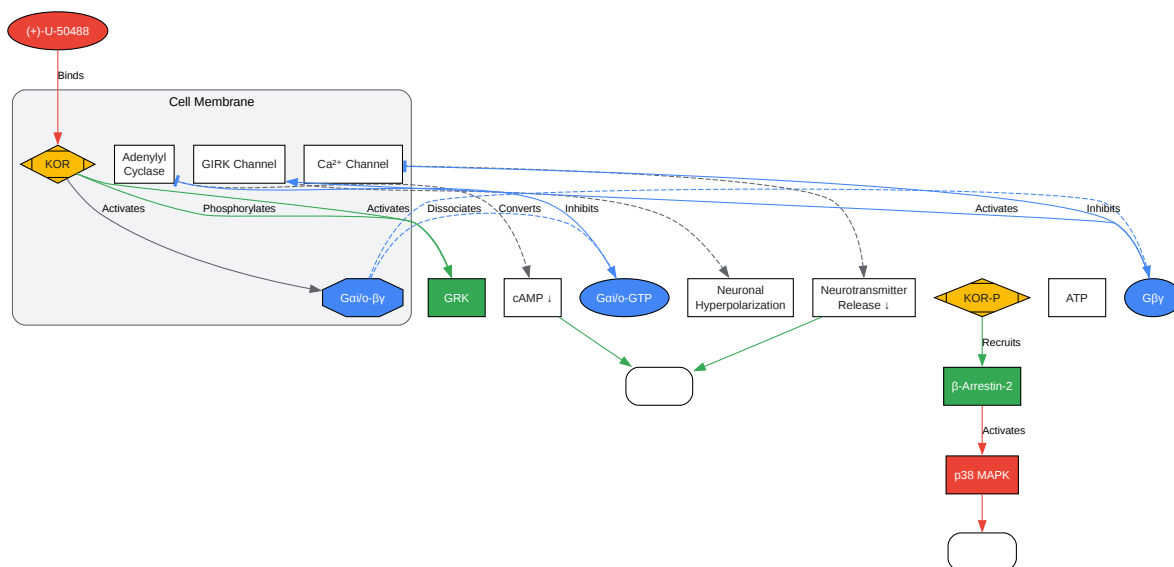 (+)-U-50488
Binds
Cell Membrane
KOR
Adenylyl
Cyclase
GIRK Channel
Ca²⁺ Channel
Activates
Phosphorylates
Activates
Dissociates
Converts
Inhibits
Activates
Inhibits
Gαi/o-βγ
GRK
cAMP ↓
Gαi/o-GTP
Neuronal
Hyperpolarization
Neurotransmitter
Release ↓
KOR-P
ATP
Gβγ
Recruits
β-Arrestin-2
Activates
p38 MAPK